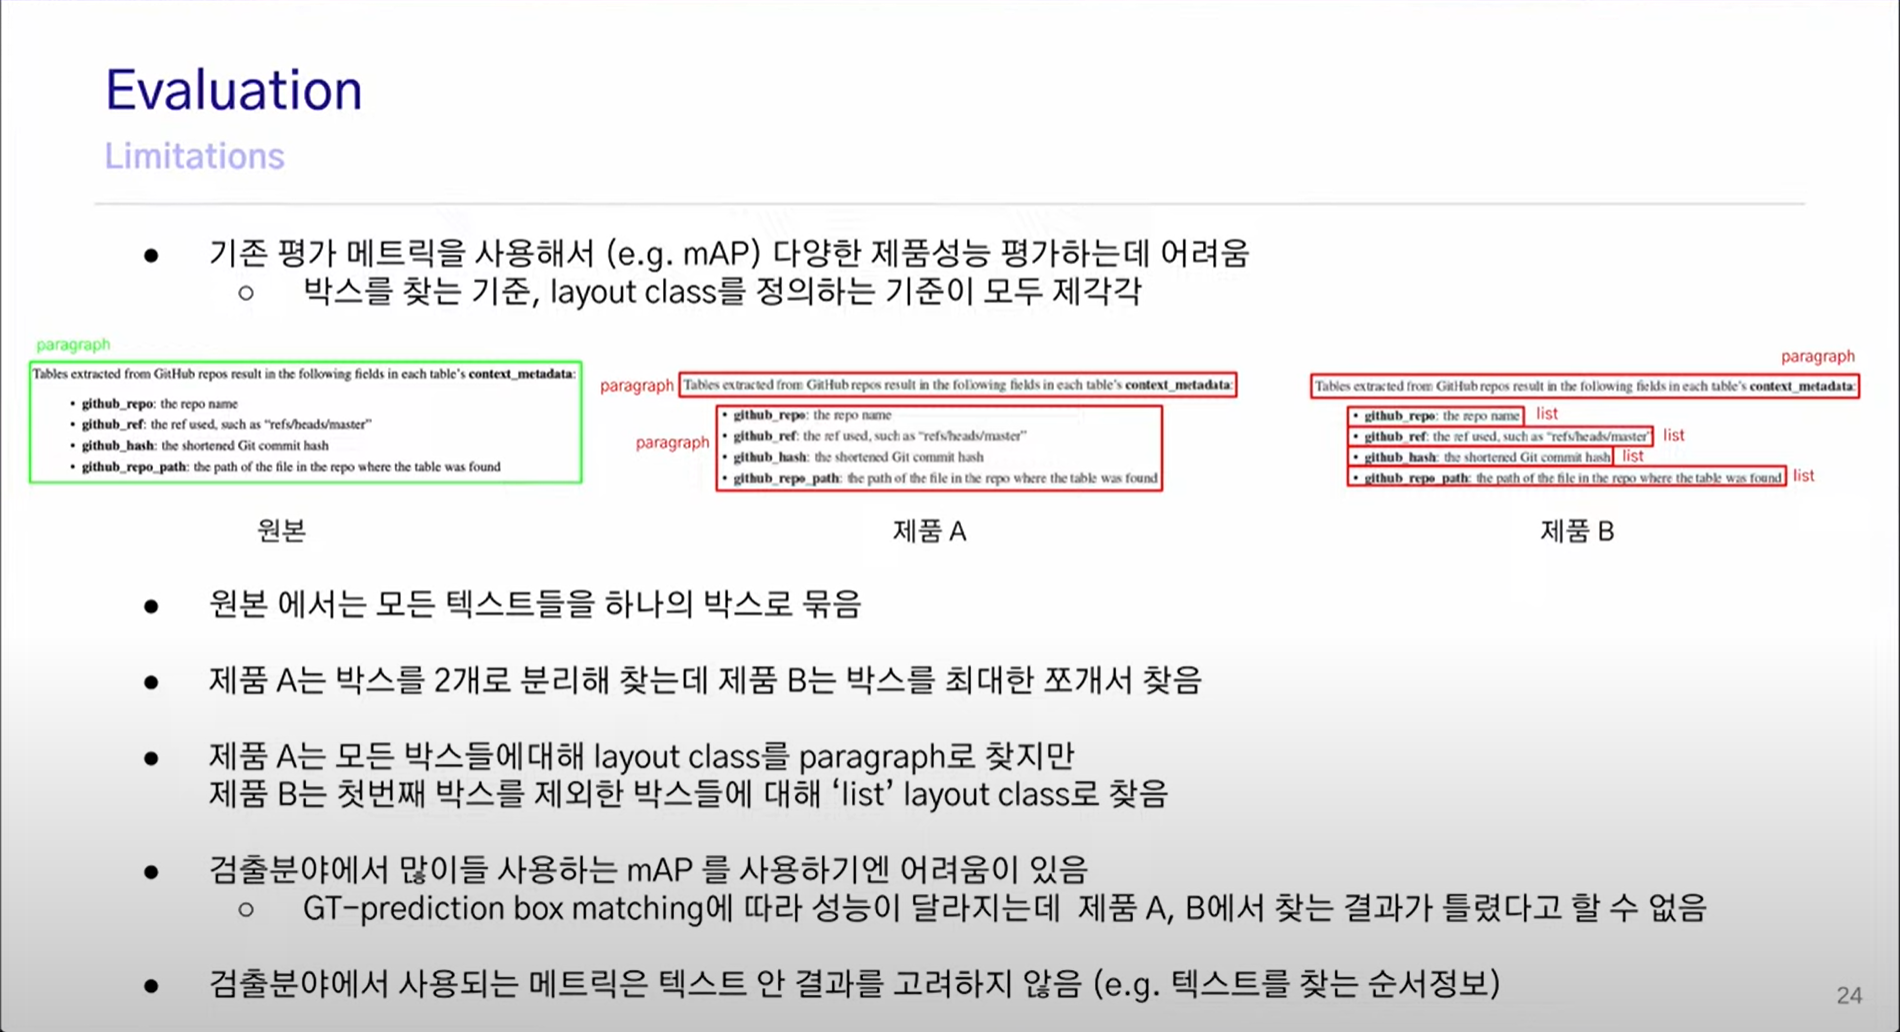 Evaluation
Limitations
● 기존 평가 메트릭을 사용해서 (e.g. mAP) 다양한 제품성능 평가하는데 어려움
○ 박스를 찾는 기준, layout class를 정의하는 기준이 모두 제각각
paragraph
Tables extracted from GitHub repos result in the following fields in each table's context_metadata:
• github_repo: the repo name
• github_ref: the ref used, such as "refs/heads/master"
• github_hash: the shortened Git commit hash
• github_repo_path: the path of the file in the repo where the table was found
원본
paragraph
Tables extracted from GitHub repos result in the following fields in each table's context_metadata:
paragraph
• github_repo: the repo name
• github_ref: the ref used, such as "refs/heads/master"
• github_hash: the shortened Git commit hash
• github_repo_path: the path of the file in the repo where the table was found
제품 A
paragraph
Tables extracted from GitHub repos result in the following fields in each table's context_metadata:
• github_repo: the repo name list
• github_ref: the ref used, such as "refs/heads/master" list
• github_hash: the shortened Git commit hash list
• github_repo_path: the path of the file in the repo where the table was found list
제품 B
● 원본 에서는 모든 텍스트들을 하나의 박스로 묶음
● 제품 A는 박스를 2개로 분리해 찾는데 제품 B는 박스를 최대한 쪼개서 찾음
● 제품 A는 모든 박스들에대해 layout class를 paragraph로 찾지만
제품 B는 첫번째 박스를 제외한 박스들에 대해 ‘list’ layout class로 찾음
● 검출분야에서 많이들 사용하는 mAP 를 사용하기엔 어려움이 있음
○ GT-prediction box matching에 따라 성능이 달라지는데 제품 A, B에서 찾는 결과가 틀렸다고 할 수 없음
● 검출분야에서 사용되는 메트릭은 텍스트 안 결과를 고려하지 않음 (e.g. 텍스트를 찾는 순서정보)
24